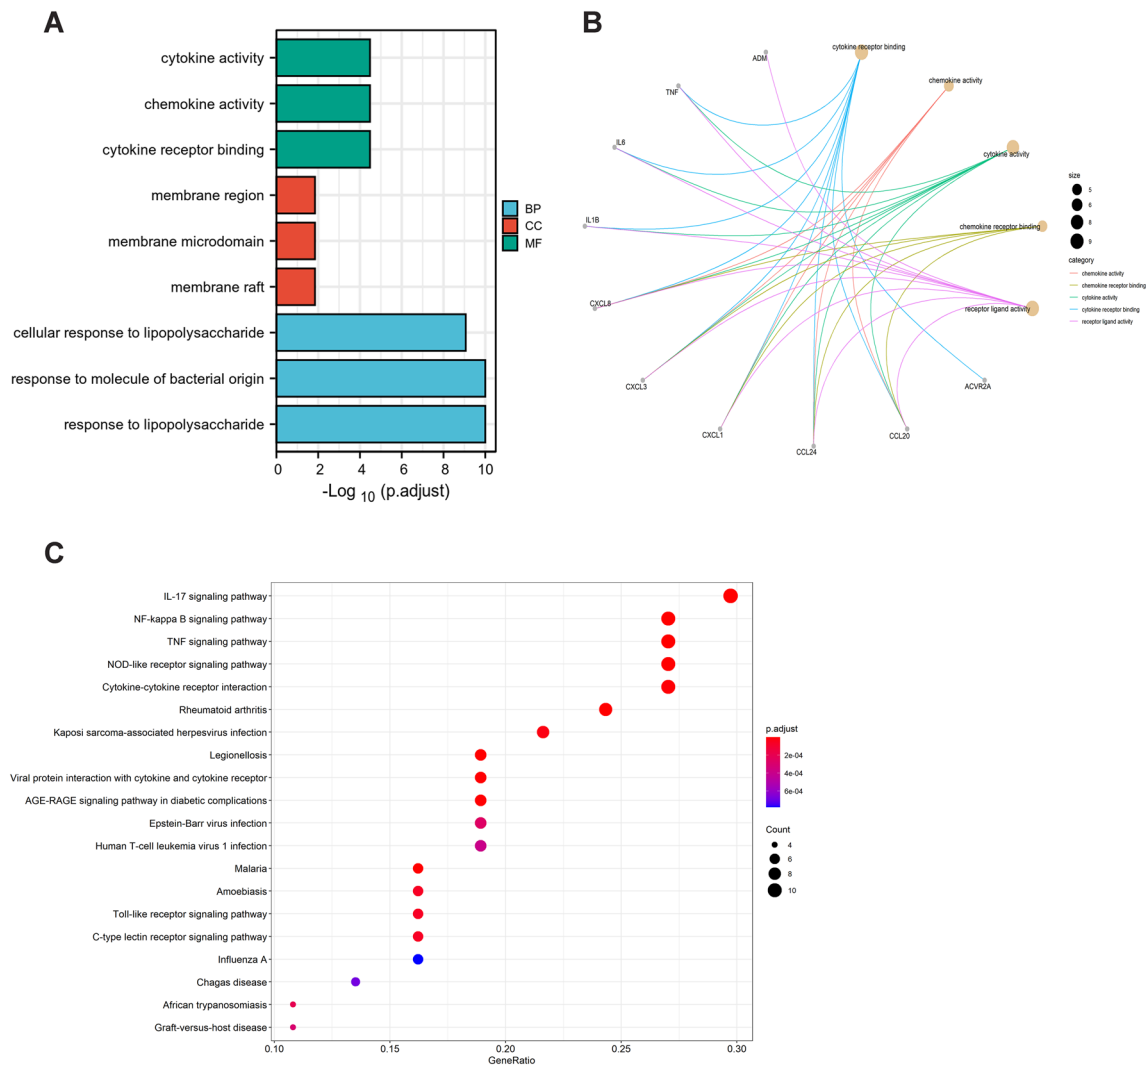 A
cytokine activity
chemokine activity
cytokine receptor binding
membrane region
membrane microdomain
membrane raft
cellular response to lipopolysaccharide
response to molecule of bacterial origin
response to lipopolysaccharide
0 2 4 6 8 10
-Log 10 (p.adjust)
BP
CC
MF
B
cytokine receptor binding
ADM
chemokine activity
TNF
IL6
cytokine activity
IL1B
chemokine receptor binding
CXCL8
receptor ligand activity
CXCL3
ACVR2A
CXCL1
CCL20
CCL24
size
5
6
8
9
category
chemokine activity
chemokine receptor binding
cytokine activity
cytokine receptor binding
receptor ligand activity
C
IL-17 signaling pathway
NF-kappa B signaling pathway
TNF signaling pathway
NOD-like receptor signaling pathway
Cytokine-cytokine receptor interaction
Rheumatoid arthritis
Kaposi sarcoma-associated herpesvirus infection
Legionellosis
Viral protein interaction with cytokine and cytokine receptor
AGE-RAGE signaling pathway in diabetic complications
Epstein-Barr virus infection
Human T-cell leukemia virus 1 infection
Malaria
Amoebiasis
Toll-like receptor signaling pathway
C-type lectin receptor signaling pathway
Influenza A
Chagas disease
African trypanosomiasis
Graft-versus-host disease
0.10 0.15 0.20 0.25 0.30
GeneRatio
p.adjust
2e-04
4e-04
6e-04
Count
4
6
8
10